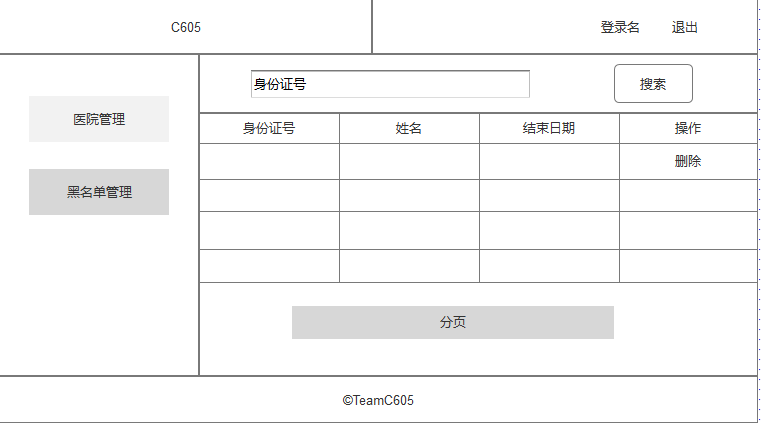 C605
登录名 退出
身份证号 搜索
医院管理
身份证号 姓名 结束日期 操作
删除
黑名单管理
分页
©TeamC605